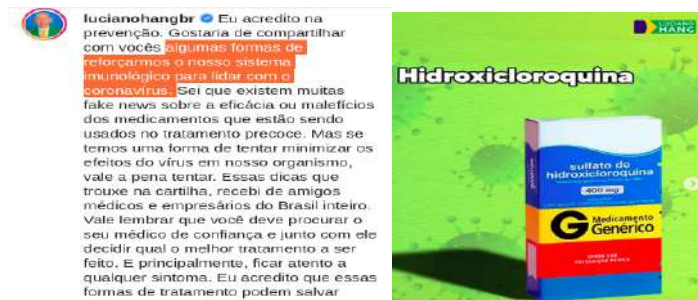 lucianohangbr Eu acredito na
prevenção. Gostaria de compartilhar
com vocês algumas formas de
reforçarmos o nosso sistema
imunológico para lidar com o
coronavírus. Sei que existem muitas
fake news sobre a eficácia ou malefícios
dos medicamentos que estão sendo
usados no tratamento precoce. Mas se
temos uma forma de tentar minimizar os
efeitos do vírus em nosso organismo,
vale a pena tentar. Essas dicas que
trouxe na cartilha, recebi de amigos
médicos e empresários do Brasil inteiro.
Vale lembrar que você deve procurar o
seu médico de confiança e junto com ele
decidir qual o melhor tratamento a ser
feito. E principalmente, ficar atento a
qualquer sintoma. Eu acredito que essas
formas de tratamento podem salvar
LUCIANO
HANG
Hidroxicloroquina
sulfato de
hidroxicloroquina
400 mg
G Medicamento
Genérico